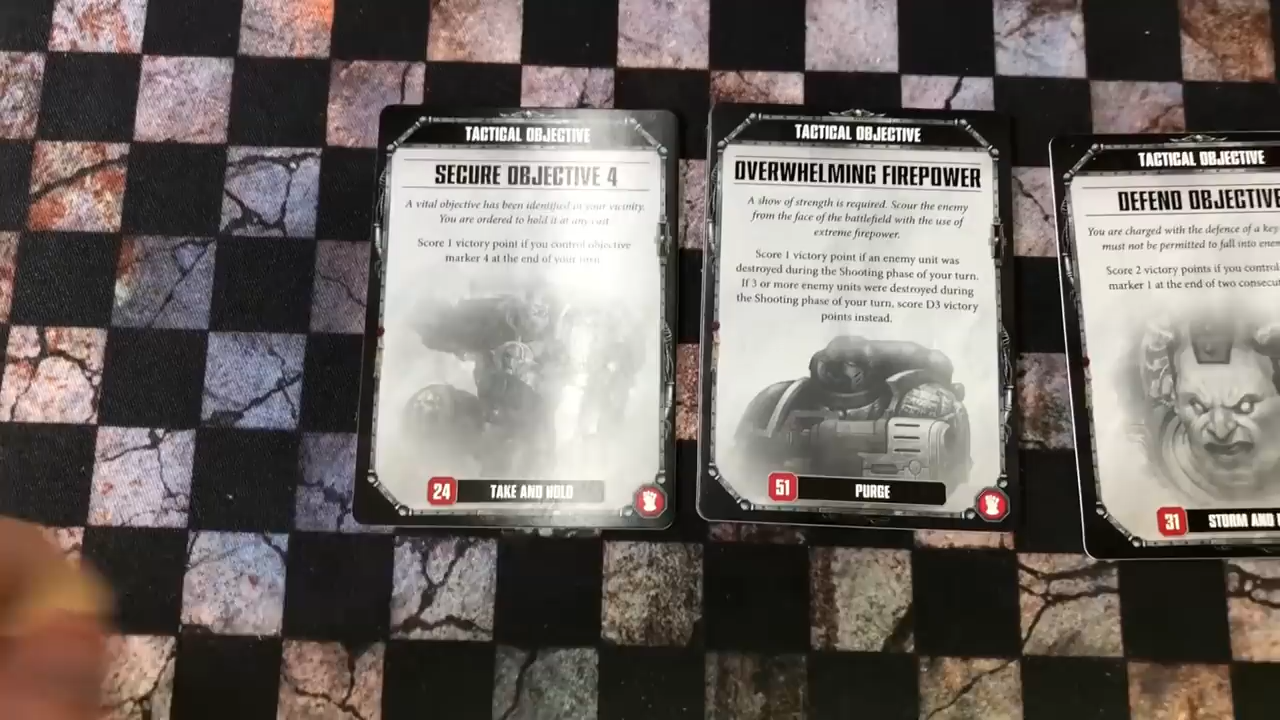 TACTICAL OBJECTIVE
SECURE OBJECTIVE 4
A vital objective has been identified in your vicinity.
You are ordered to hold it at any cost.
Score 1 victory point if you control objective
marker 4 at the end of your turn.
24
TAKE AND HOLD
TACTICAL OBJECTIVE
OVERWHELMING FIREPOWER
A show of strength is required. Scour the enemy
from the face of the battlefield with the use of
extreme firepower.
Score 1 victory point if an enemy unit was
destroyed during the Shooting phase of your turn.
If 3 or more enemy units were destroyed during
the Shooting phase of your turn, score D3 victory
points instead.
51
PURGE
TACTICAL OBJECTIVE
DEFEND OBJECTIVE
You are charged with the defence of a key
must not be permitted to fall into
Score 2 victory points if you control
marker 1 at the end of two
31
STORM AND